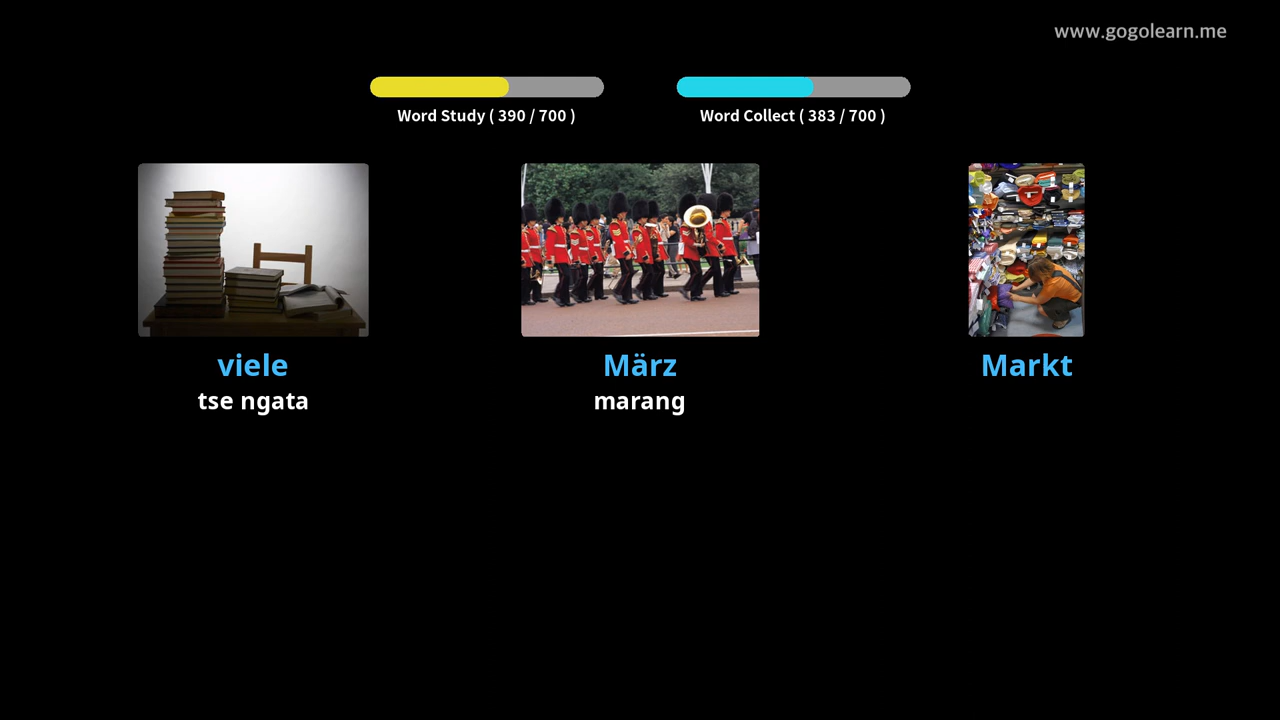 www.gogolearn.me
Word Study ( 390 / 700 )
Word Collect ( 383 / 700 )
viele
März
Markt
tse ngata
marang